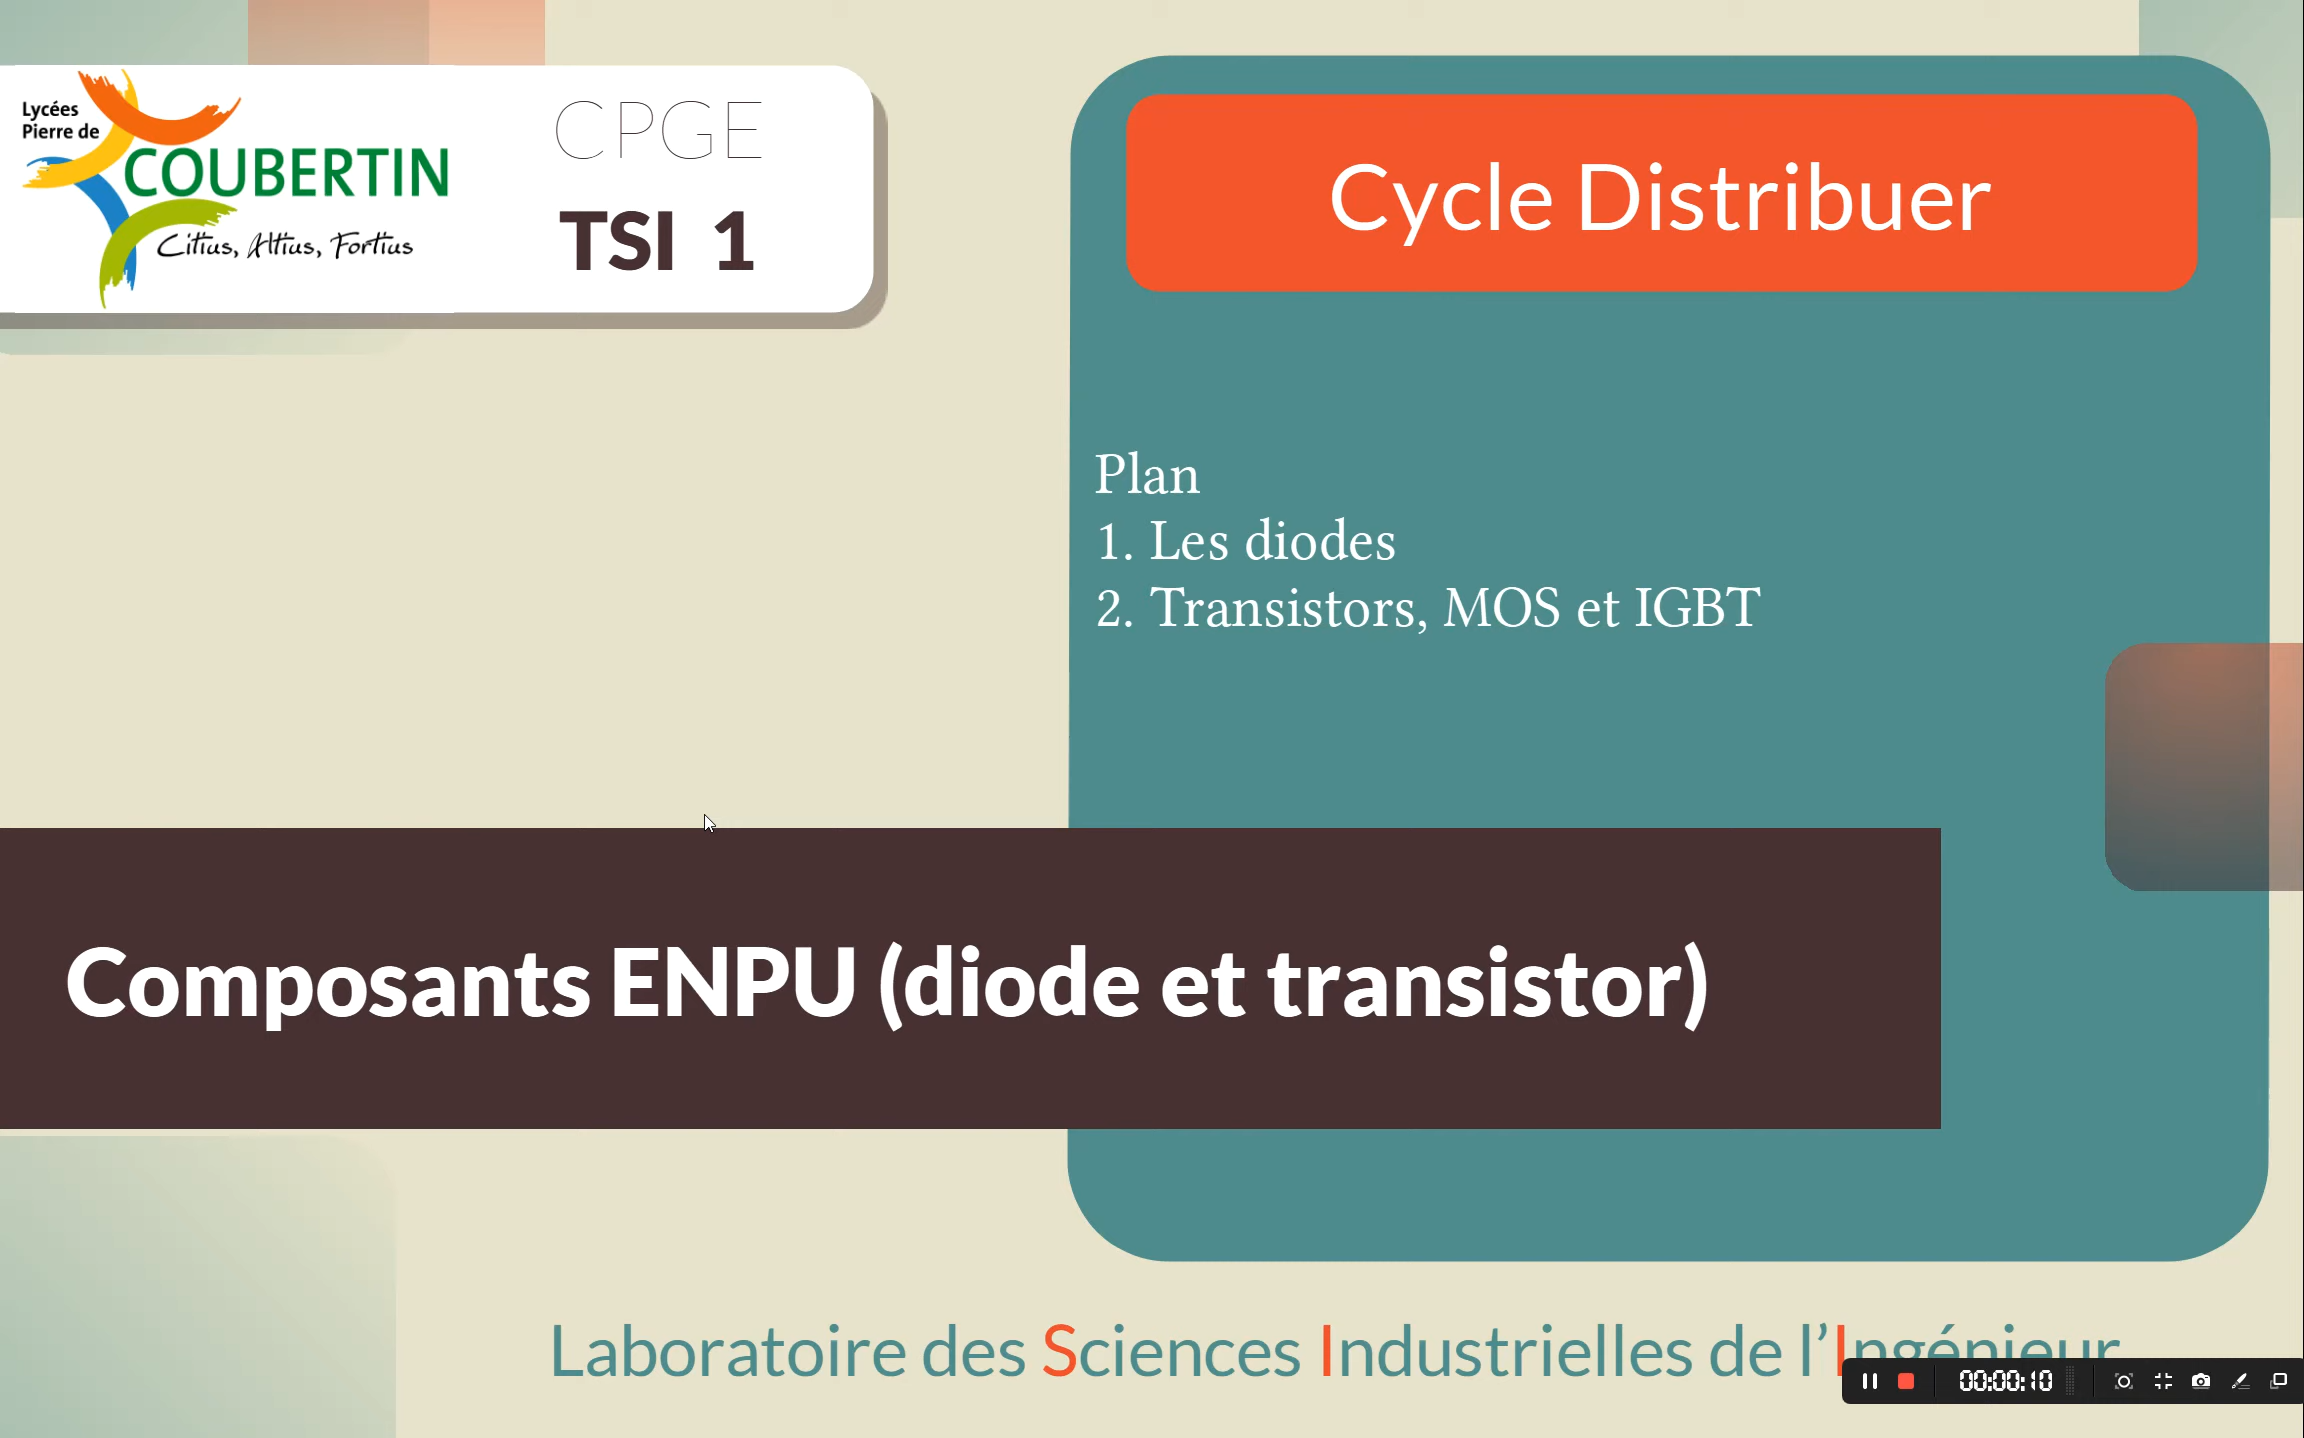 Lycées
Pierre de
COUBERTIN
Citius, Altius, Fortius
CPGE
TSI 1
Cycle Distribuer
Plan
1. Les diodes
2. Transistors, MOS et IGBT
Composants ENPU (diode et transistor)
Laboratoire des Sciences Industrielles de l’Ingénieur
00:00:10